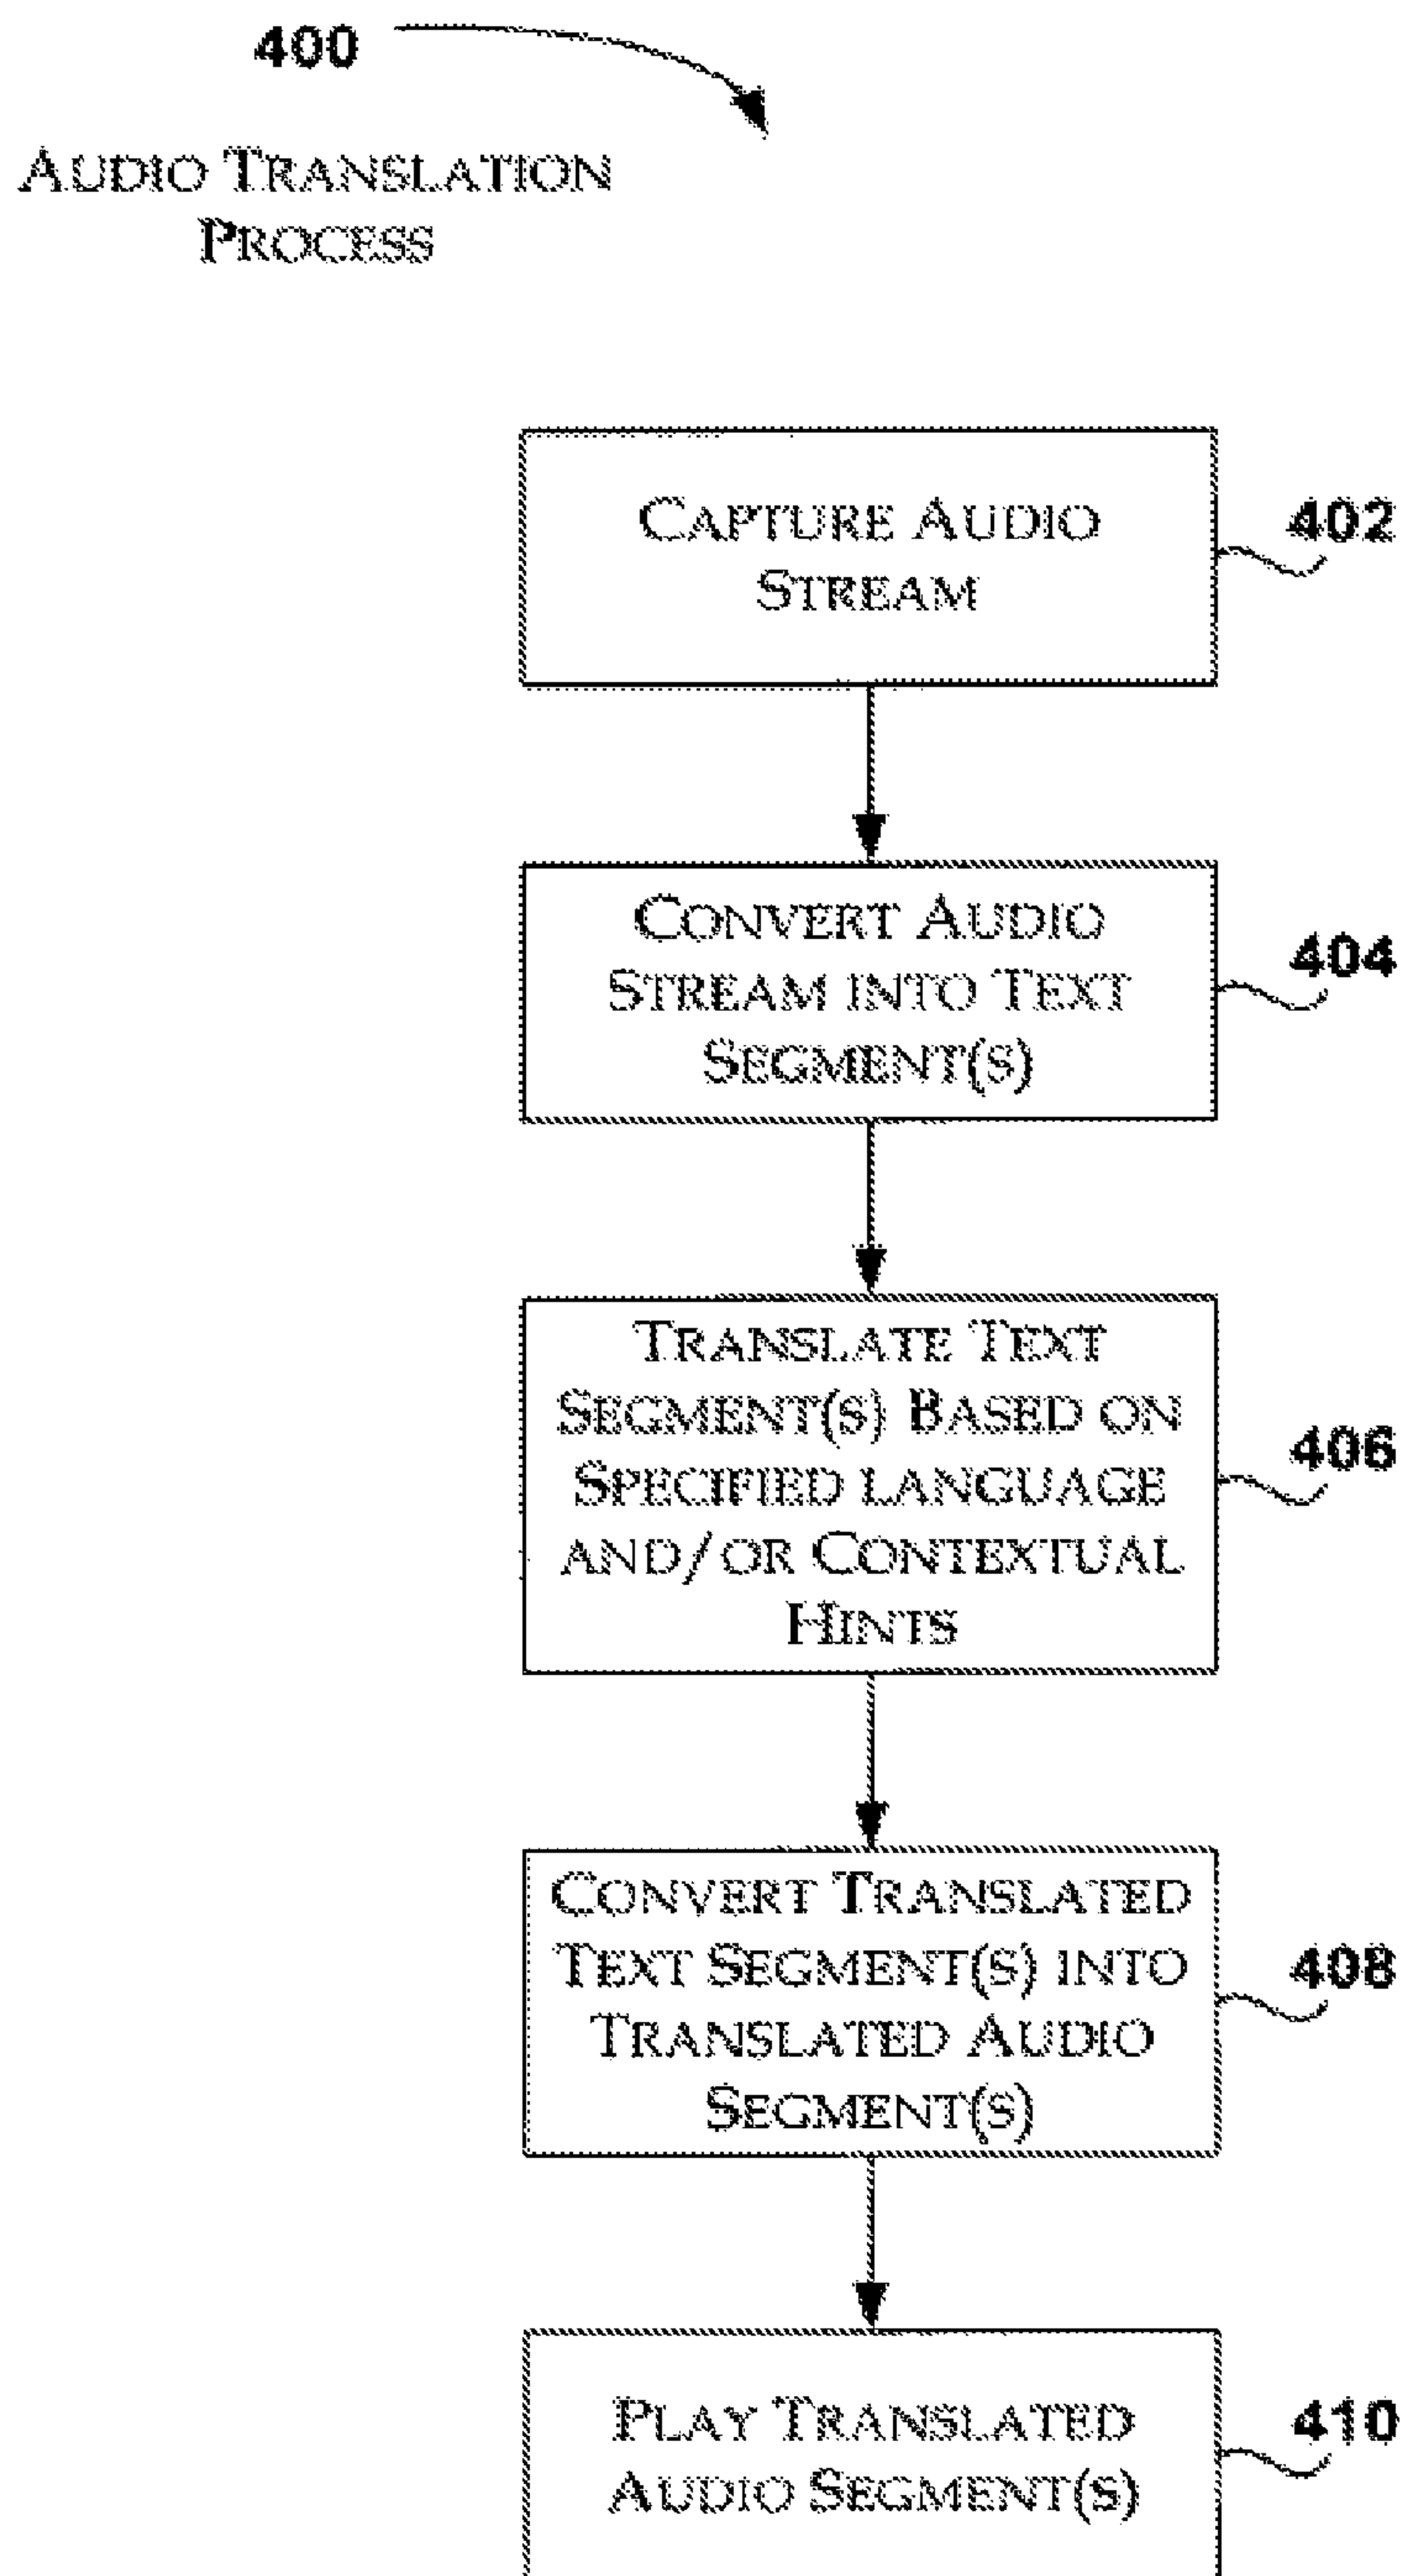 400
AUDIO TRANSLATION
PROCESS
CAPTURE AUDIO
STREAM
402
CONVERT AUDIO
STREAM INTO TEXT
SEGMENT(S)
404
TRANSLATE TEXT
SEGMENT(S) BASED ON
SPECIFIED LANGUAGE
AND/OR CONTEXTUAL
HINTS
406
CONVERT TRANSLATED
TEXT SEGMENT(S) INTO
TRANSLATED AUDIO
SEGMENT(S)
408
PLAY TRANSLATED
AUDIO SEGMENT(S)
410